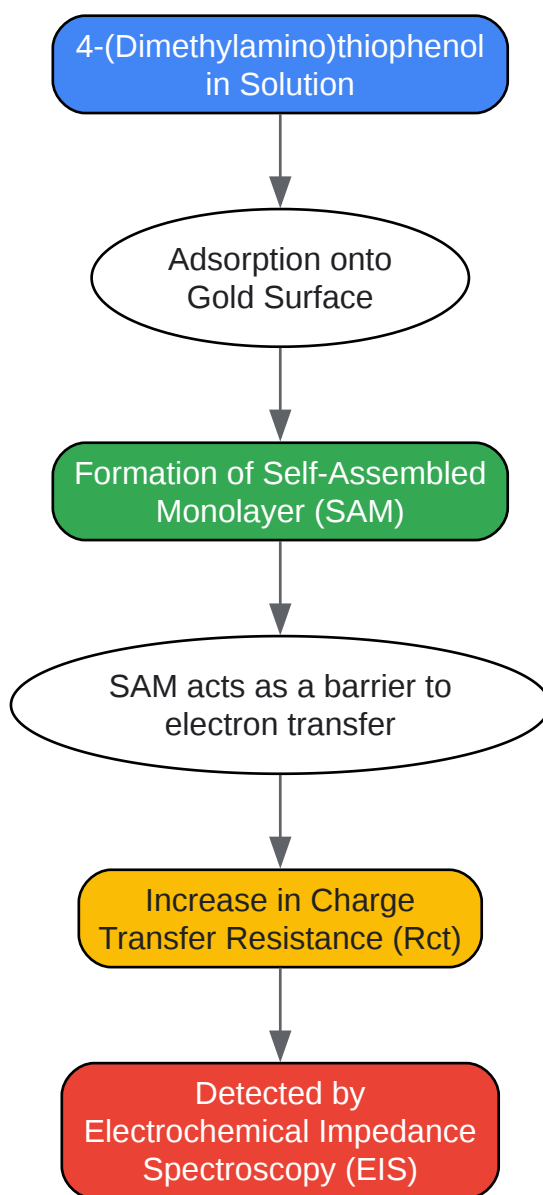 4-(Dimethylamino)thiophenol
in Solution
Adsorption onto
Gold Surface
Formation of Self-Assembled
Monolayer (SAM)
SAM acts as a barrier to
electron transfer
Increase in Charge
Transfer Resistance (Rct)
Detected by
Electrochemical Impedance
Spectroscopy (EIS)